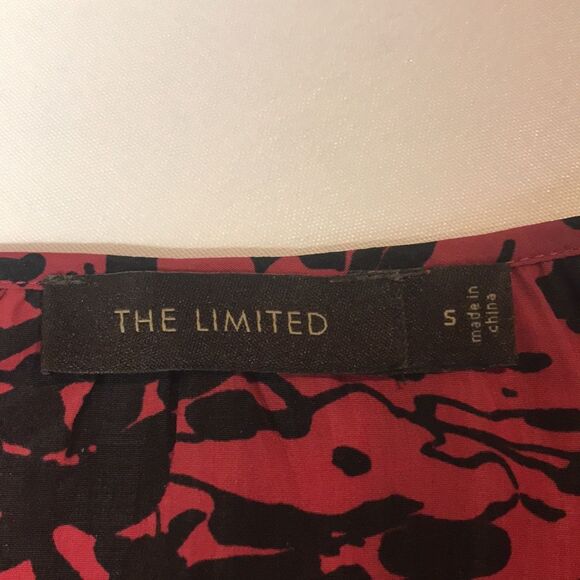 THE LIMITED
S
made in
china